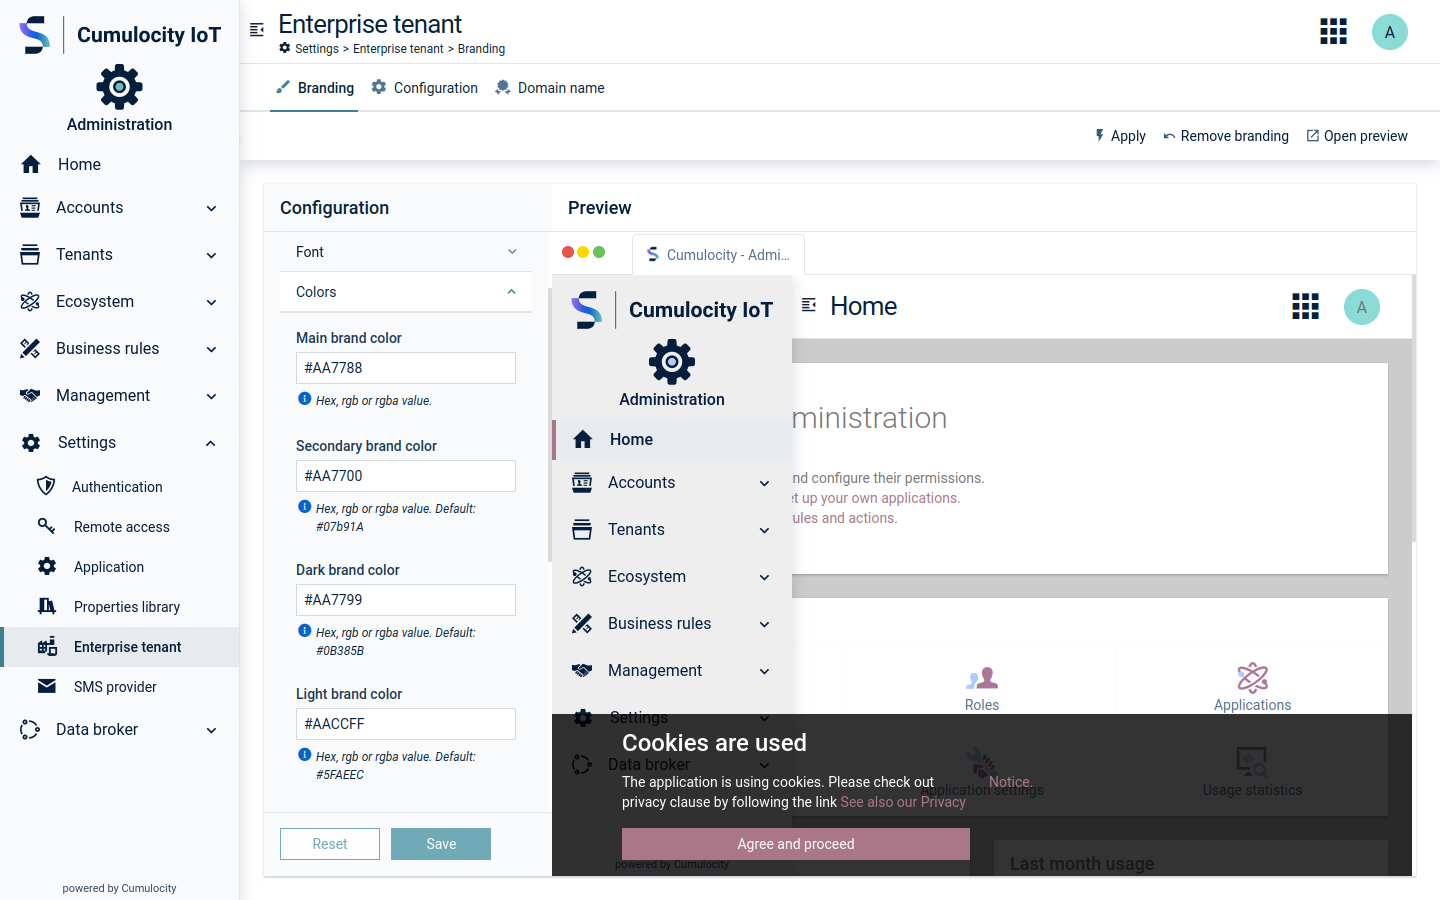 Cumulocity IoT
Administration
Home
Accounts
Tenants
Ecosystem
Business rules
Management
Settings
Authentication
Remote access
Application
Properties library
Enterprise tenant
SMS provider
Data broker
powered by Cumulocity
Enterprise tenant
Settings > Enterprise tenant > Branding
A
Branding
Configuration
Domain name
Apply
Remove branding
Open preview
Configuration
Font
Colors
Main brand color
#AA7788
Hex, rgb or rgba value.
Secondary brand color
#AA7700
Hex, rgb or rgba value. Default:
#07b91A
Dark brand color
#AA7799
Hex, rgb or rgba value. Default:
#0B385B
Light brand color
#AACCFF
Hex, rgb or rgba value. Default:
#5FAEEC
Reset
Save
Preview
Cumulocity - Admi...
Cumulocity IoT
Administration
Home
Accounts
Tenants
Ecosystem
Business rules
Management
Settings
Data broker
powered by Cumulocity
Home
A
ministration
nd configure their permissions.
et up your own applications.
ules and actions.
Roles
Applications
Application settings
Usage statistics
Last month usage
Cookies are used
The application is using cookies. Please check out
privacy clause by following the link See also our Privacy
Notice.
Agree and proceed